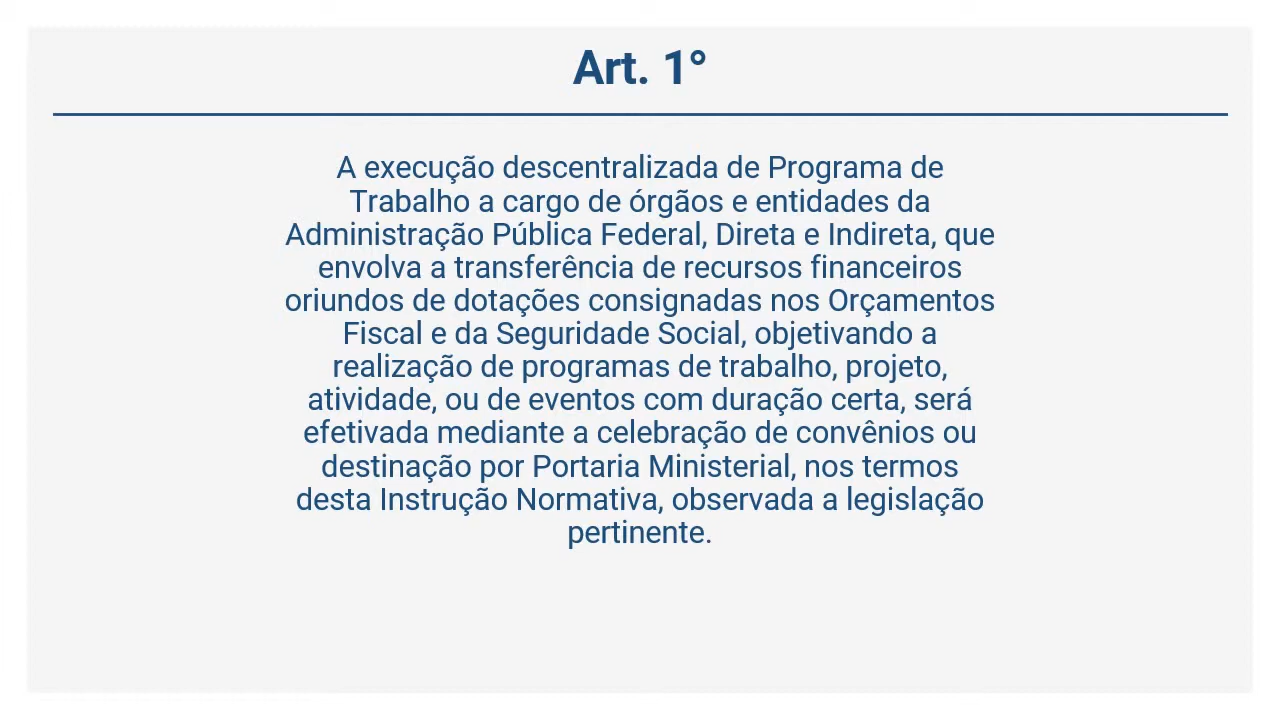 Art. 1°
A execução descentralizada de Programa de
Trabalho a cargo de órgãos e entidades da
Administração Pública Federal, Direta e Indireta, que
envolva a transferência de recursos financeiros
oriundos de dotações consignadas nos Orçamentos
Fiscal e da Seguridade Social, objetivando a
realização de programas de trabalho, projeto,
atividade, ou de eventos com duração certa, será
efetivada mediante a celebração de convênios ou
destinação por Portaria Ministerial, nos termos
desta Instrução Normativa, observada a legislação
pertinente.